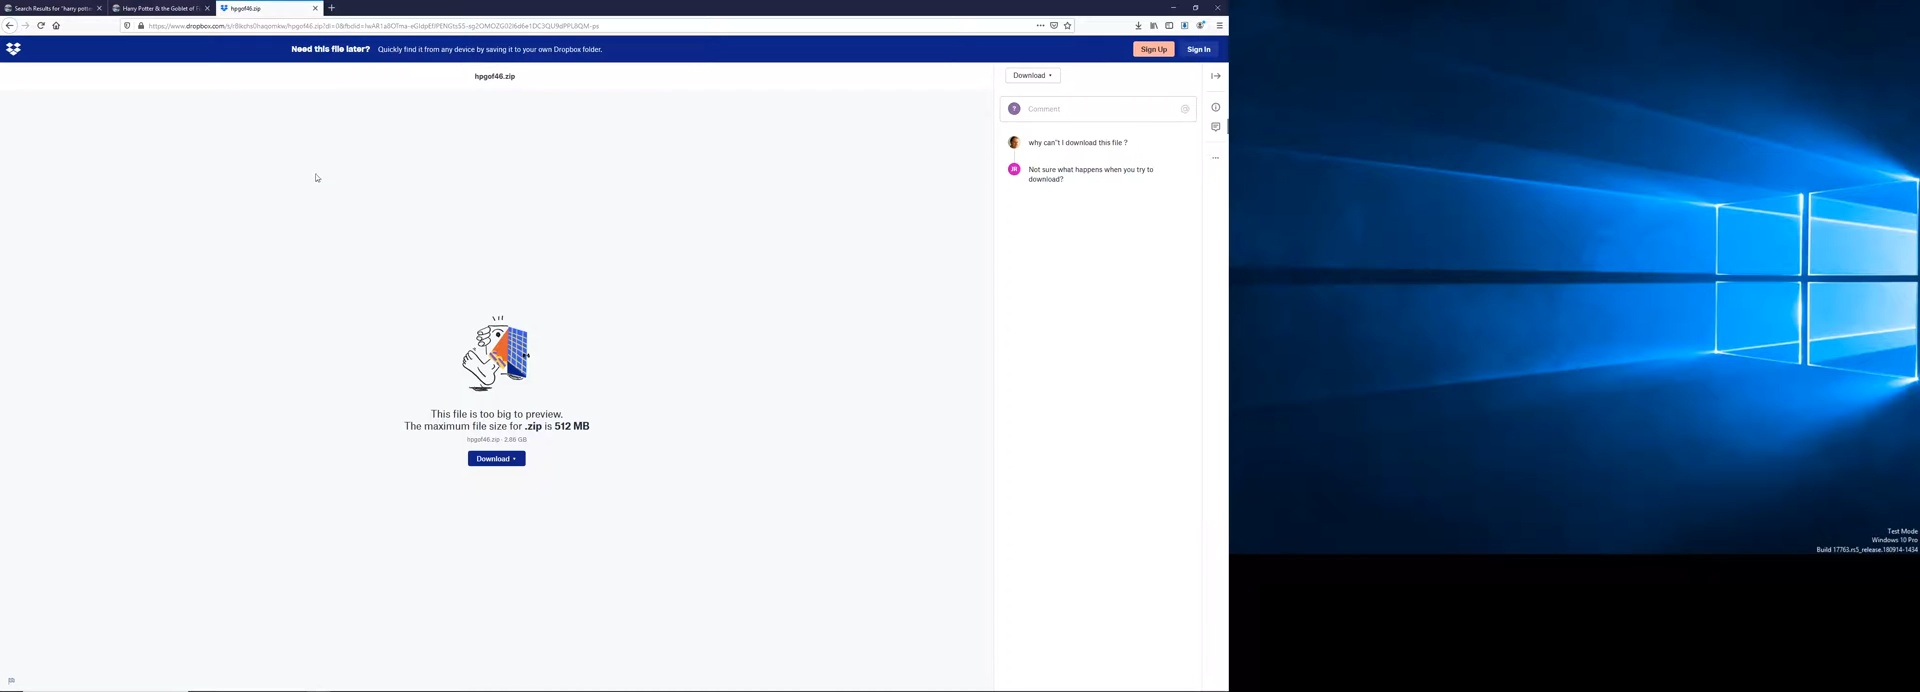 Search Results for "harry potte
Harry Potter & the Goblet of F
hpgof46.zip
Need this file later? Quickly find it from any device by saving it to your own Dropbox folder.
Sign Up
Sign In
hpgof46.zip
Download
Comment
why can"t I download this file ?
JR
Not sure what happens when you try to
download?
This file is too big to preview.
The maximum file size for .zip is 512 MB
hpgof46.zip · 2.86 GB
Download
Test Mode
Windows 10 Pro
Build 17763.rs5_release.180914-1434